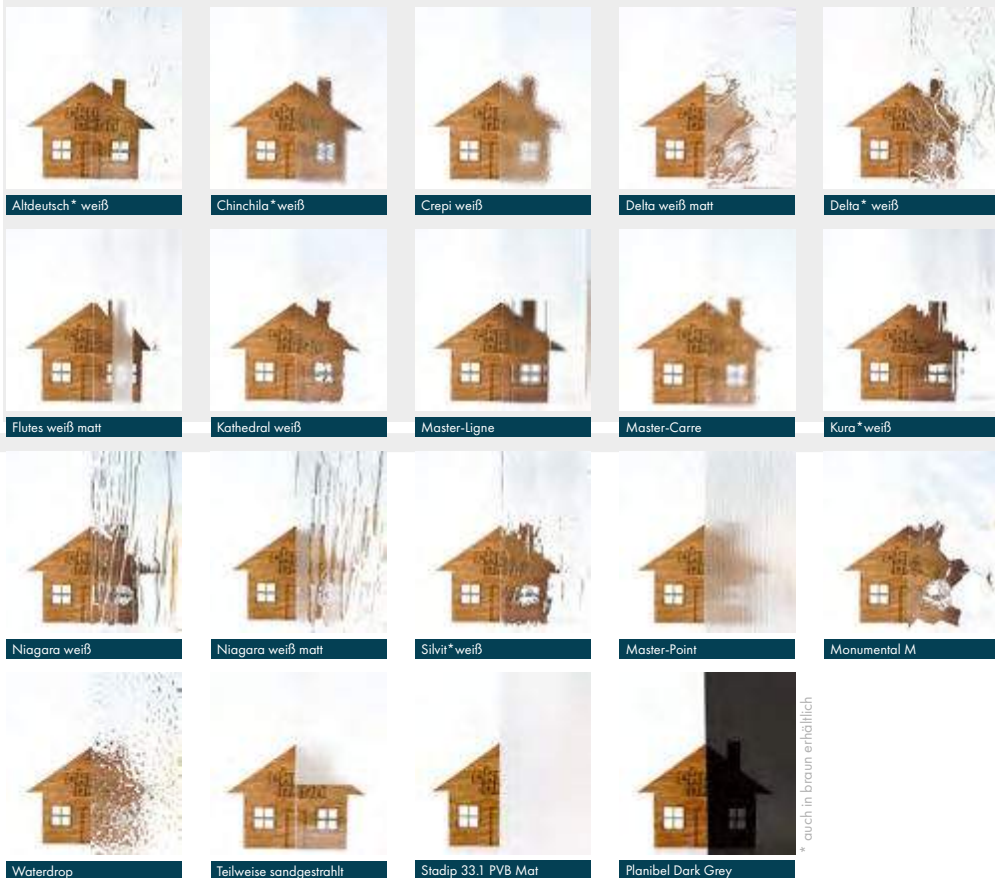 Altdeutsch* weiß
Chinchila*weiß
Crepi weiß
Delta weiß matt
Delta* weiß
Flutes weiß matt
Kathedral weiß
Master-Ligne
Master-Carre
Kura*weiß
Niagara weiß
Niagara weiß matt
Silvit*weiß
Master-Point
Monumental M
Waterdrop
Teilweise sandgestrahlt
Stadip 33.1 PVB Mat
Planibel Dark Grey
* auch in braun erhältlich